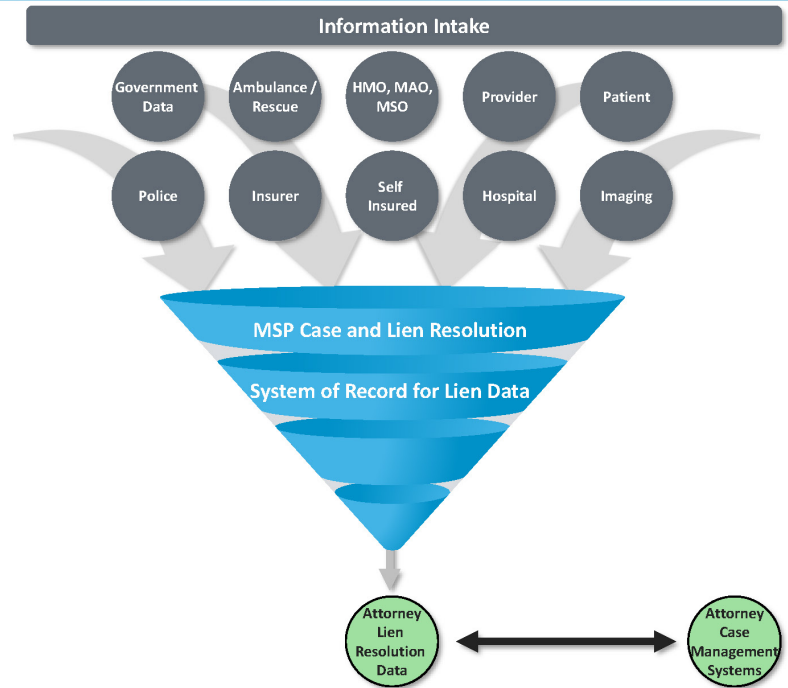 Information Intake
Government
Data
Ambulance /
Rescue
HMO, MAO,
MSO
Provider
Patient
Police
Insurer
Self
Insured
Hospital
Imaging
MSP Case and Lien Resolution
System of Record for Lien Data
Attorney
Lien
Resolution
Data
Attorney
Case
Management
Systems